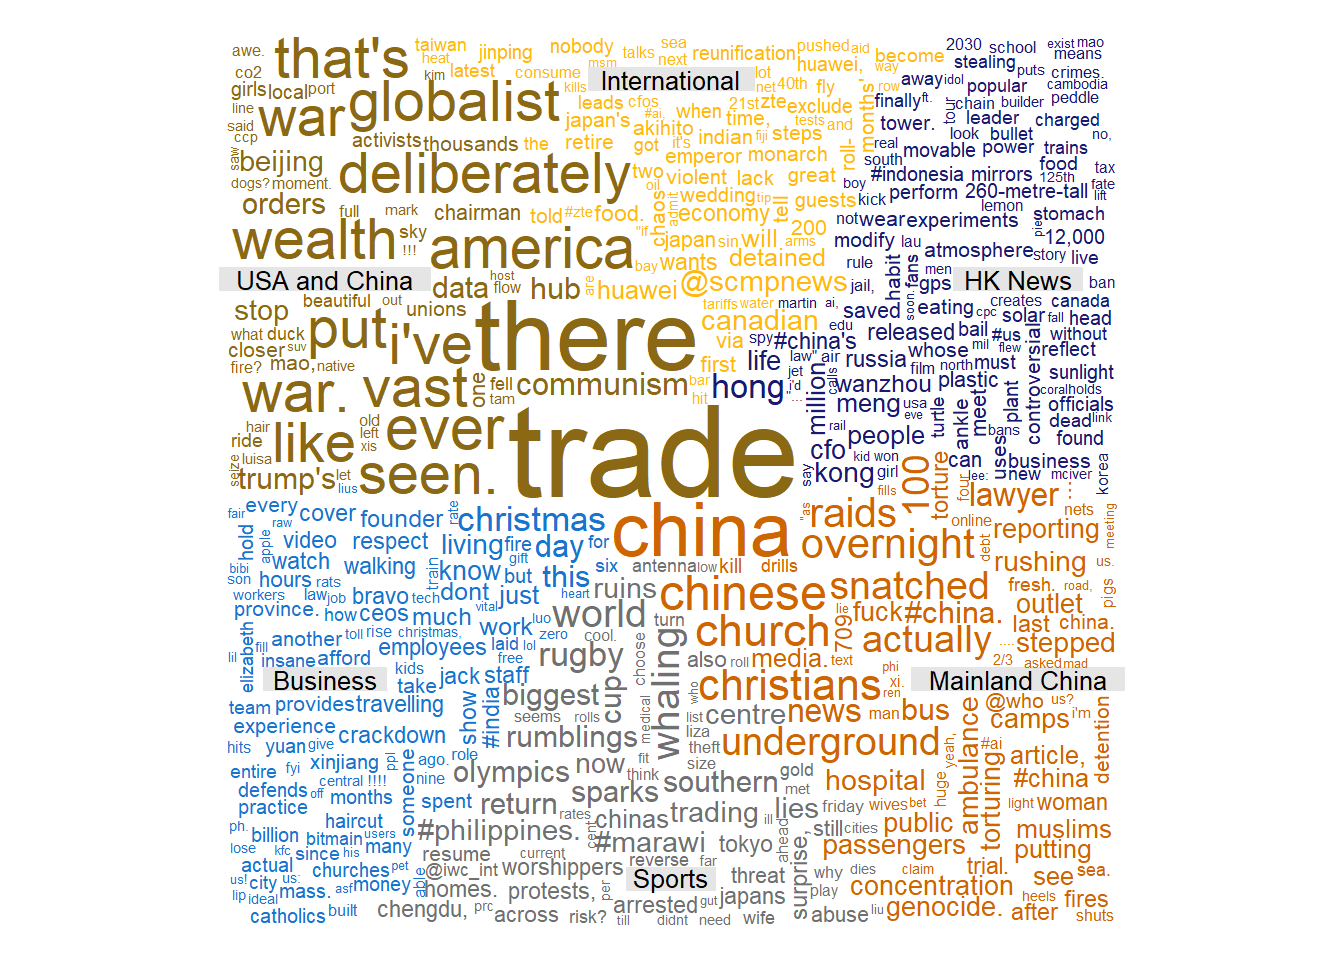 awe.
that's
taiwan
heat
jinping
nobody
talks
sea
next
reunification
pushed
aid
become
2030
school
exist
mao
means
co2
kim
latest
consume
msm
kills
International
lot
net
40th
huawei,
way
row
away
idol
stealing
puts
crimes.
cambodia
girls
local
port
globalist
leads
cfos
#ai.
when
21st
zte
fly
exclude
months'
finally
ft.
popular
chain
builder
peddle
line
war
japan's
akihito
time,
tests
and
tower.
tour
leader
charged
said
ccp
activists
thousands
the
retire
got
it's
indian
fiji
steps
roll-
real
look
bullet
no,
saw
beijing
emperor
monarch
south
movable
power
trains
dogs?
moment.
deliberately
two
oil
violent
lack
great
boy
#indonesia
mirrors
food
125th
tax
fate
orders
full
mark
chairman
told
#zte
food.
chaos
admit
wedding
tip
tell
guests
kick
perform
260-metre-tall
lift
wealth
sky
!!!
america
"if
economy
200
not
wear
experiments
lemon
pies
stomach
japan
sin
will
arms
modify
lau
12,000
bay
wants
detained
rule
habit
fans
atmosphere
story
live
USA and China
data
host
flow
hub
are
huawei
@scmpnews
jail,
men
gps
HK News
ban
stop
beautiful
out
unions
tariffs
water
martin
ai,
saved
soon.
eating
cpc
creates
solar
fall
canada
head
what
duck
put
i've
there
canadian
edu
released
bail
mil
#us
without
closer
suv
via
spy
#china's
whose
flew
controversial
reflect
fire?
mao,
native
first
life
law"
air
calls
russia
film
north
must
sunlight
war.
vast
one
fell
tam
communism
bar
hit
hong
jet
i'd
"...
million
wanzhou
plastic
plant
coral
holds
officials
hair
old
left
xis
ever
trade
meng
usa
eve
turtle
ankle
meet
dead
link
ride
luisa
like
rail
people
bans
found
seize
trump's
let
lius
seen.
say
cfo
kong
kid
won
girl
can
lee:
uses
new
business
mciver
korea
fair
every
raw
cover
founder
rate
christmas
china
"as
fills
raids
100
torture
four
lawyer
...
nets
meeting
bibi
hold
apple
video
respect
living
fire
gift
day
for
overnight
online
debt
reporting
son
watch
walking
train
know
but
this
six
antenna
low
kill
drills
rushing
us.
workers
hours
rats
law
job
bravo
tech
dont
vital
just
heart
ruins
chinese
snatched
fresh.
road,
pigs
province.
how
ceos
much
luo
world
turn
lie
fuck
#china.
outlet
elizabeth
another
toll
rise
christmas,
work
zero
cool.
church
709
last
china.
lil
fill
insane
afford
employees
laid
lol
rugby
choose
whaling
also
roll
media.
text
actually
....
stepped
Business
kids
free
jack
staff
biggest
cup
who
christians
phi
xi.
ren
2/3
asked
mad
Mainland China
team
provides
travelling
take
show
#india
seems
rolls
medical
list
centre
news
man
bus
ambulance
@who
us?
experience
crackdown
rumblings
liza
theft
camps
i'm
hits
yuan
give
ppl
ago.
role
now
fit
size
underground
yeah,
#ai
article,
detention
entire
fyi
xinjiang
central
!!!!
someone
nine
olympics
think
southern
gold
met
hospital
huge
torturing
#china
defends
off
months
spent
return
sparks
rates
trading
ill
lies
friday
wives
bet
light
woman
practice
haircut
ph.
billion
bitmain
users
#philippines.
cent
chinas
ahead
still
cities
public
muslims
lose
kfc
since
his
many
resume
current
#marawi
tokyo
surprise,
passengers
putting
actual
churches
pet
able
@iwc_int
worshippers
reverse
far
why
dies
claim
trial.
see
sea.
us!
city
us:
lip
ideal
mass.
asf
money
homes.
protests,
per
Sports
gut
threat
japans
play
concentration
heels
fires
catholics
built
chengdu,
prc
across
risk?
till
arrested
didnt
need
wife
abuse
liu
genocide.
after
shuts